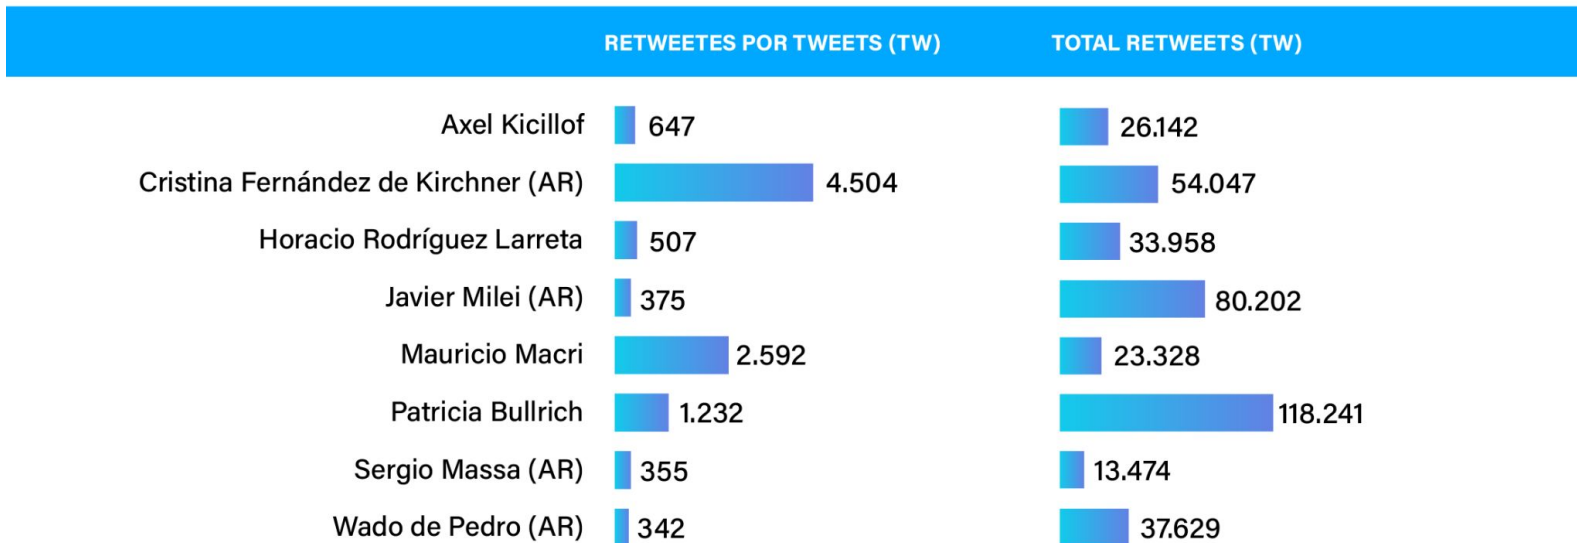 RETWEETES POR TWEETS (TW) TOTAL RETWEETS (TW)
Axel Kicillof 647 26.142
Cristina Fernández de Kirchner (AR) 4.504 54.047
Horacio Rodríguez Larreta 507 33.958
Javier Milei (AR) 375 80.202
Mauricio Macri 2.592 23.328
Patricia Bullrich 1.232 118.241
Sergio Massa (AR) 355 13.474
Wado de Pedro (AR) 342 37.629